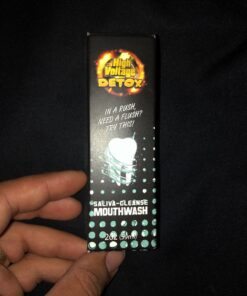 High
Voltage
DETOX
IN A RUSH,
NEED A FLUSH?
TRY THIS!
SALIVA-CLEANSE
MOUTHWASH